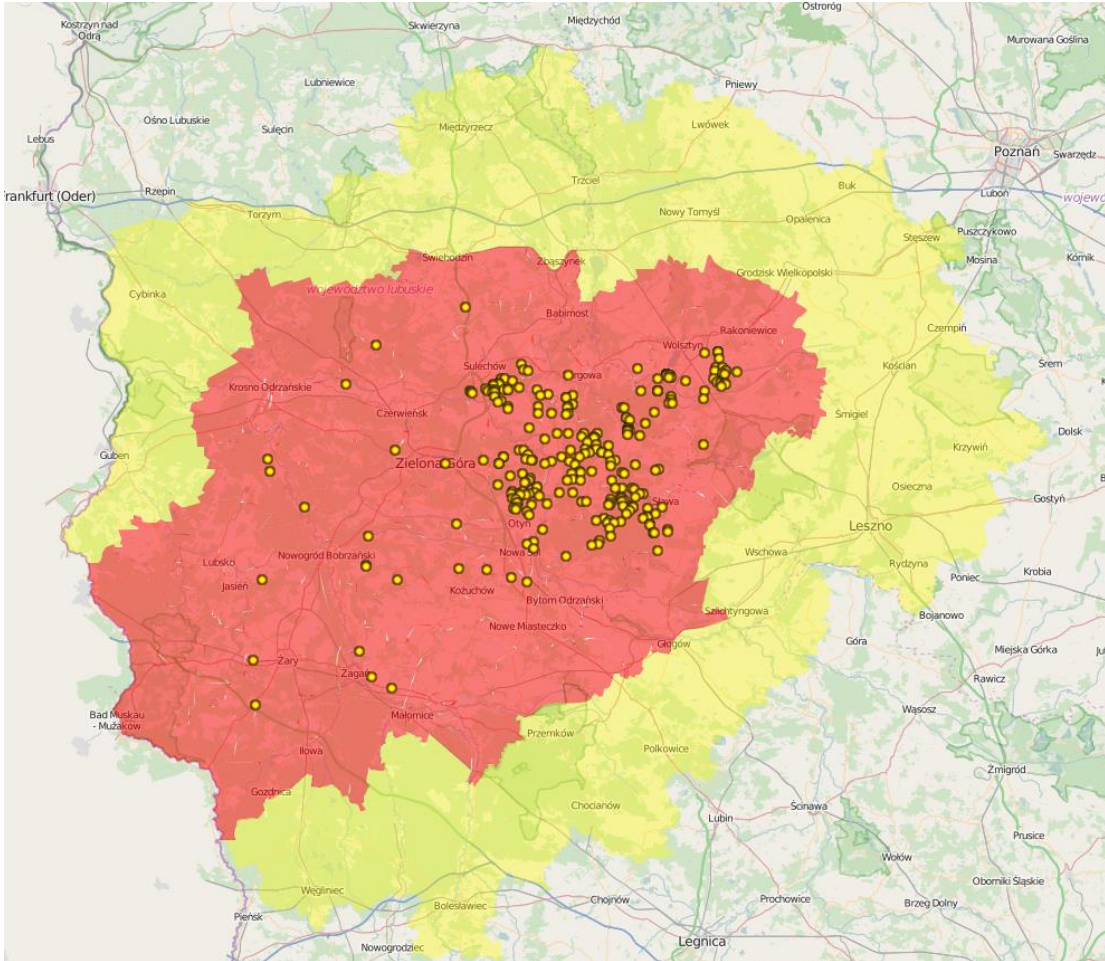 Kostrzyn nad
Odrą
Skwierzyna
Międzychód
Ostroróg
Murowana Goślina
Lubniewice
Pniewy
Ośno Lubuskie
Sulęcin
Międzyrzecz
Lwówek
Lebus
Poznań
Swarzędz
Trzciel
Frankfurt (Oder)
Rzepin
Buk
Luboń
Torzym
Nowy Tomyśl
Opalenica
Puszczykowo
Stęszew
Świebodzin
Zbąszynek
Mosina
Kórnik
Grodzisk Wielkopolski
Cybinka
województwo lubuskie
Babimost
Rakoniewice
Czempiń
Wolsztyn
Sulechów
Kościan
Śrem
Krosno Odrzańskie
Czerwieńsk
Śmigiel
Dolsk
Guben
Zielona Góra
Krzywiń
Osieczna
Gostyń
Sława
Otyń
Leszno
Nowogród Bobrzański
Nowa Sól
Wschowa
Lubsko
Rydzyna
Jasień
Poniec
Krobia
Kożuchów
Bytom Odrzański
Szlichtyngowa
Bojanowo
Nowe Miasteczko
Głogów
Góra
Miejska Górka
Żary
Żagań
Rawicz
Wąsosz
Bad Muskau
- Mużaków
Małomice
Przemków
Iłowa
Polkowice
Żmigród
Gozdnica
Chocianów
Lubin
Ścinawa
Prusice
Wołów
Węgliniec
Oborniki Śląskie
Chojnów
Prochowice
Brzeg Dolny
Bolesławiec
Pieńsk
Nowogrodziec
Legnica